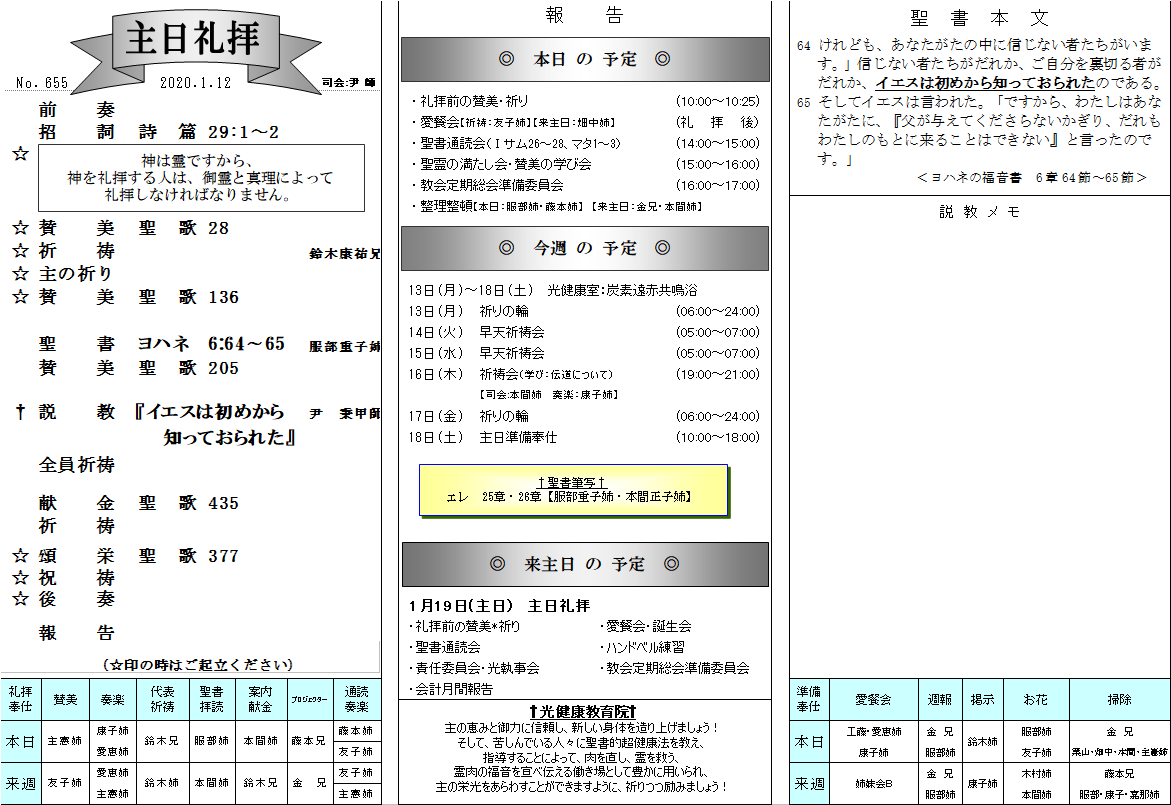 主日礼拝
No. 655　2020.1.12　司会:尹 師
前　奏
招　詞　詩　篇　29:1～2
☆
神は霊ですから、
神を礼拝する人は、御霊と真理によって
礼拝しなければなりません。
☆ 賛　美　聖　歌　28
☆ 祈　祷　鈴木康祐兄
☆ 主の祈り
☆ 賛　美　聖　歌　136
聖　書　ヨハネ　6:64～65　服部重子姉
賛　美　聖　歌　205
† 説　教　『イエスは初めから　尹　秉甲師
知っておられた』
全員祈祷
献　金　聖　歌　435
祈　祷
☆ 頌　栄　聖　歌　377
☆ 祝　祷
☆ 後　奏
報　告
(☆印の時はご起立ください)
礼拝奉仕　賛美　奏楽　代表祈祷　聖書拝読　案内献金　プロジェクター　通読奏楽
本日　主憲姉　康子姉　愛恵姉　鈴木兄　服部姉　本間姉　藤本兄　藤本姉　友子姉
来週　友子姉　愛恵姉　主憲姉　鈴木姉　本間姉　鈴木兄　金　兄　友子姉　主憲姉
報　告
◎　本日 の 予定　◎
・礼拝前の賛美・祈り　(10:00～10:25)
・愛餐会【祈祷：友子姉】【来主日：畑中姉】　(礼　拝　後)
・聖書通読会(Ⅰサム26～28、マタ1～3)　(14:00～15:00)
・聖霊の満たし会・賛美の学び会　(15:00～16:00)
・教会定期総会準備委員会　(16:00～17:00)
・整理整頓【本日：服部姉・藤本姉】【来主日：金兄・本間姉】
◎　今週 の 予定　◎
13日(月)～18日(土)　光健康室：炭素遠赤共鳴浴
13日(月)　祈りの輪　(06:00～24:00)
14日(火)　早天祈祷会　(05:00～07:00)
15日(水)　早天祈祷会　(05:00～07:00)
16日(木)　祈祷会(学び：伝道について)　(19:00～21:00)
【司会:本間姉　奏楽：康子姉】
17日(金)　祈りの輪　(06:00～24:00)
18日(土)　主日準備奉仕　(10:00～18:00)
†聖書筆写†
エレ　25章・26章【服部重子姉・本間正子姉】
◎　来主日 の 予定　◎
1月19日(主日)　主日礼拝
・礼拝前の賛美*祈り　・愛餐会・誕生会
・聖書通読会　・ハンドベル練習
・責任委員会・光執事会　・教会定期総会準備委員会
・会計月間報告
†光健康教育院†
主の恵みと御力に信頼し、新しい身体を造り上げましょう！
そして、苦しんでいる人々に聖書的超健康法を教え、
指導することによって、肉を直し、霊を救う、
霊肉の福音を宣べ伝える働き場として豊かに用いられ、
主の栄光をあらわすことができますように、祈りつつ励みましょう！
聖 書 本 文
64 けれども、あなたがたの中に信じない者たちがいま
す。」信じない者たちがだれか、ご自分を裏切る者が
だれか、イエスは初めから知っておられたのである。
65 そしてイエスは言われた。「ですから、わたしはあな
たがたに、『父が与えてくださらないかぎり、だれも
わたしのもとに来ることはできない』と言ったので
す。」
＜ヨハネの福音書　6章64節～65節＞
説 教 メ モ
準備奉仕　愛餐会　週報　掲示　お花　掃除
本日　工藤・愛恵姉　康子姉　金　兄　服部姉　鈴木姉　服部姉　友子姉　金　兄　栗山・畑中・本間・主憲姉
来週　姉妹会B　金　兄　服部姉　康子姉　木村姉　本間姉　藤本兄　服部・康子・嘉那姉